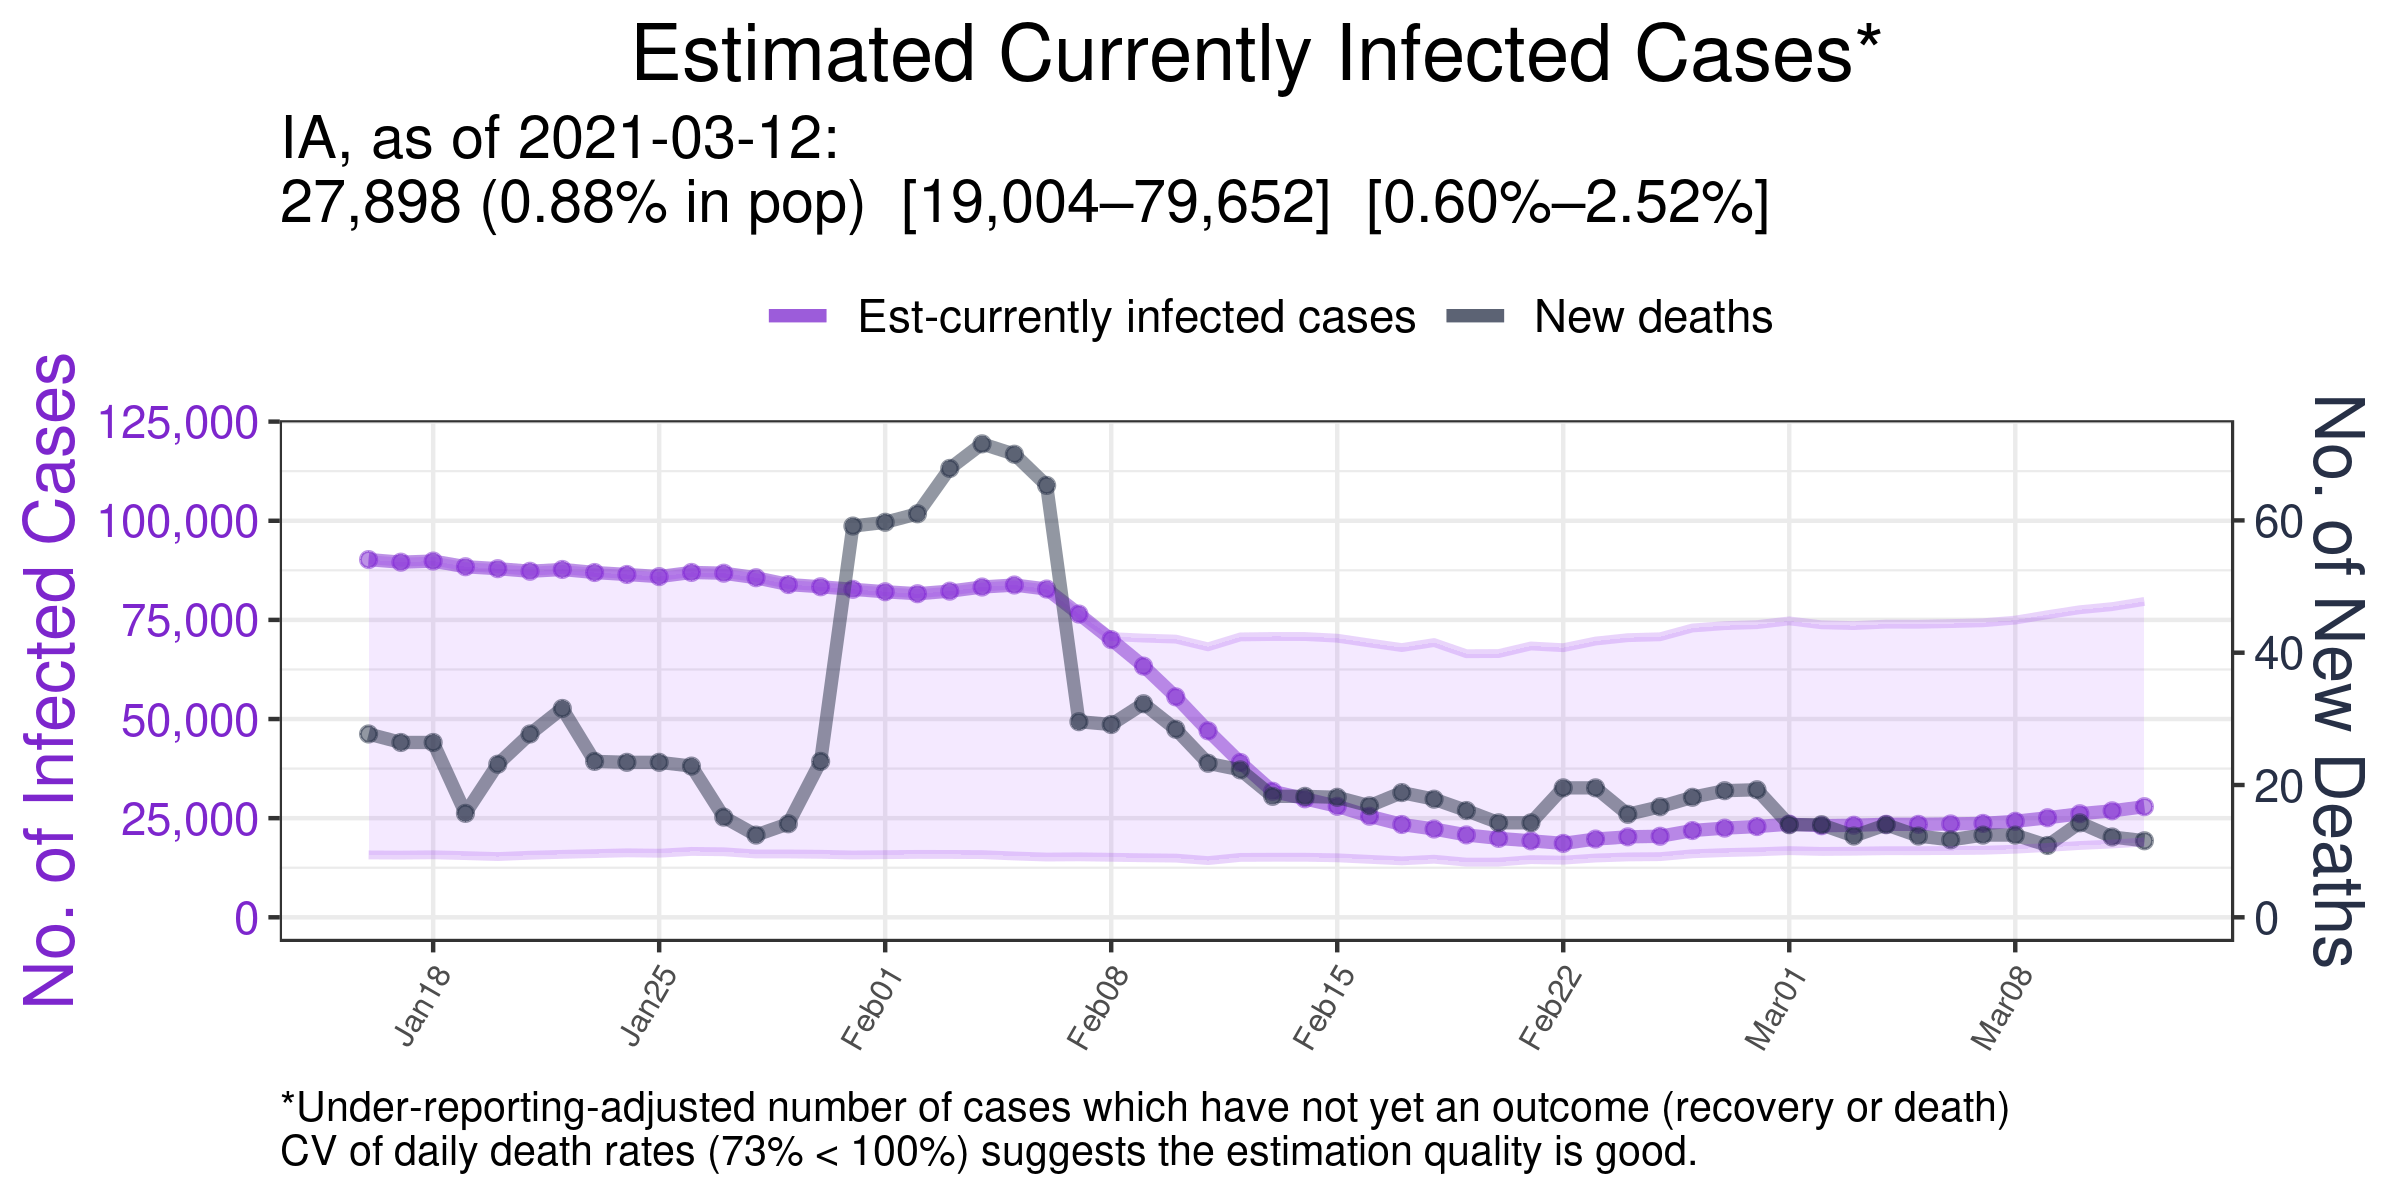 Estimated Currently Infected Cases*
IA, as of 2021-03-12:
27,898 (0.88% in pop)  [19,004–79,652]  [0.60%–2.52%]
Est-currently infected cases
New deaths
No. of Infected Cases
125,000
100,000
75,000
50,000
25,000
0
60
40
20
0
No. of New Deaths
Jan18
Jan25
Feb01
Feb08
Feb15
Feb22
Mar01
Mar08
*Under-reporting-adjusted number of cases which have not yet an outcome (recovery or death)
CV of daily death rates (73% < 100%) suggests the estimation quality is good.